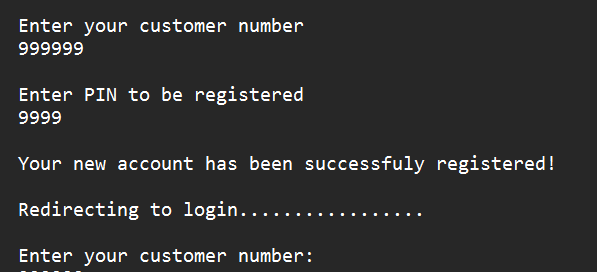 Enter your customer number
999999
Enter PIN to be registered
9999
Your new account has been successfuly registered!
Redirecting to login.................
Enter your customer number: